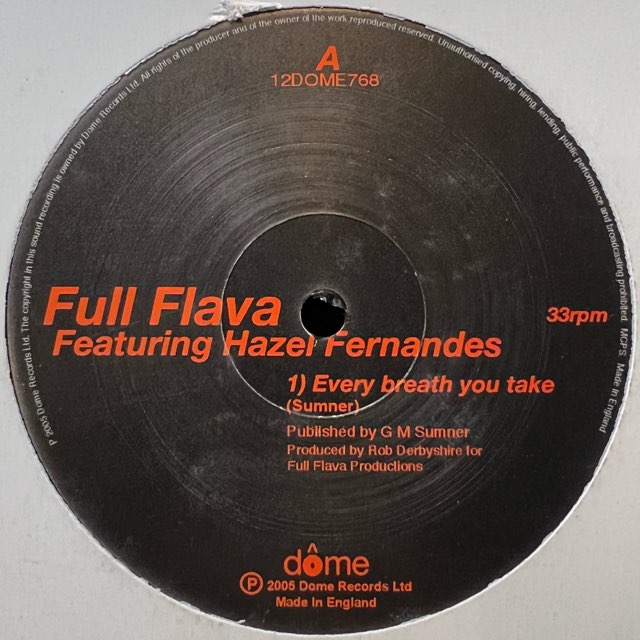 A
12DOME768
Full Flava
Featuring Hazel Fernandes
33rpm
1) Every breath you take
(Sumner)
Published by G M Sumner
Produced by Rob Derbyshire for
Full Flava Productions
dôme
Ⓟ 2005 Dome Records Ltd
Made In England
P 2005 Dome Records Ltd. The copyright in this sound recording is owned by Dome Records Ltd. All rights of the producer and of the owner of the work reproduced reserved. Unauthorised copying, hiring, lending, public performance and broadcasting prohibited. MCPS. Made in England